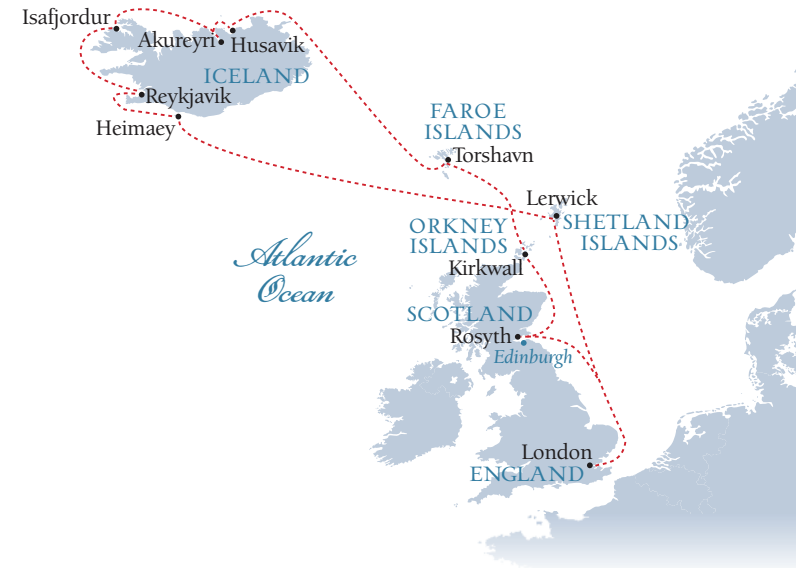 Isafjordur
Akureyri
Husavik
ICELAND
Reykjavik
Heimaey
FAROE
ISLANDS
Torshavn
Lerwick
SHETLAND
ISLANDS
ORKNEY
ISLANDS
Kirkwall
Atlantic
Ocean
SCOTLAND
Rosyth
Edinburgh
London
ENGLAND